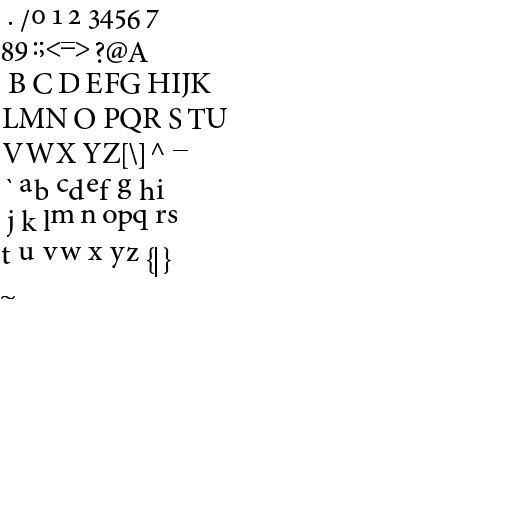 . /0 1 2 3456 7
89 :;<=> ?@A
B C D EFG HIJK
LMN O PQR S TU
VWX YZ[\] ^ _
` ab cdef g hi
j k lm n opq rs
t u vw x yz {|}
~